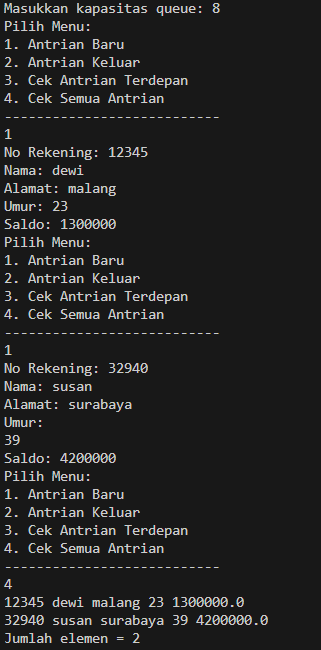 Masukkan kapasitas queue: 8
Pilih Menu:
1. Antrian Baru
2. Antrian Keluar
3. Cek Antrian Terdepan
4. Cek Semua Antrian
---------------------------
1
No Rekening: 12345
Nama: dewi
Alamat: malang
Umur: 23
Saldo: 1300000
Pilih Menu:
1. Antrian Baru
2. Antrian Keluar
3. Cek Antrian Terdepan
4. Cek Semua Antrian
---------------------------
1
No Rekening: 32940
Nama: susan
Alamat: surabaya
Umur:
39
Saldo: 4200000
Pilih Menu:
1. Antrian Baru
2. Antrian Keluar
3. Cek Antrian Terdepan
4. Cek Semua Antrian
---------------------------
4
12345 dewi malang 23 1300000.0
32940 susan surabaya 39 4200000.0
Jumlah elemen = 2